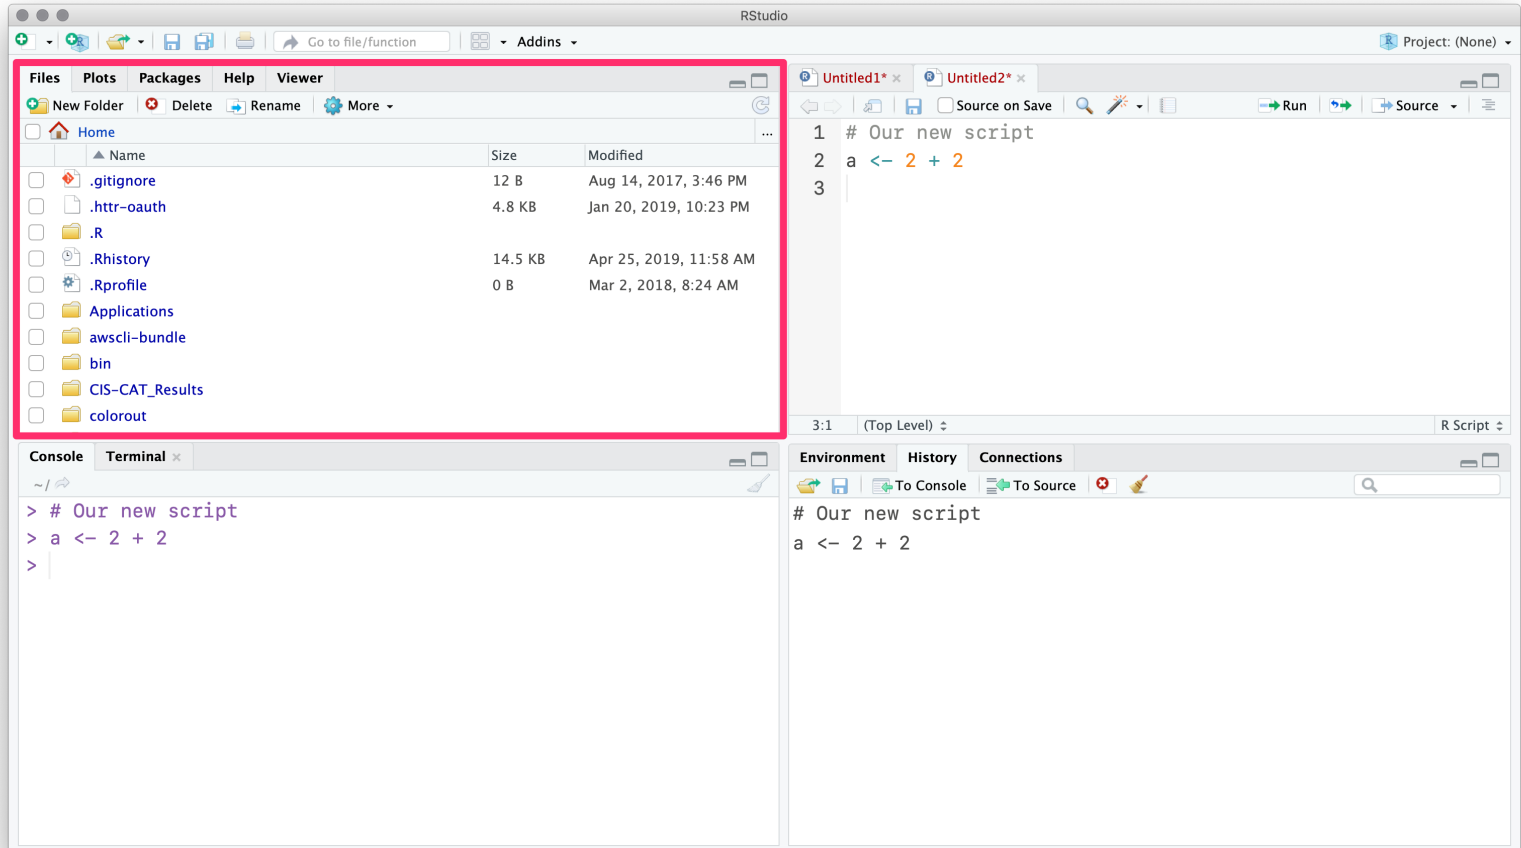 RStudio
Go to file/function
Addins
Project: (None)
Files Plots Packages Help Viewer
New Folder Delete Rename More
Home ...
Name Size Modified
.gitignore 12 B Aug 14, 2017, 3:46 PM
.httr-oauth 4.8 KB Jan 20, 2019, 10:23 PM
.R
.Rhistory 14.5 KB Apr 25, 2019, 11:58 AM
.Rprofile 0 B Mar 2, 2018, 8:24 AM
Applications
awscli-bundle
bin
CIS-CAT_Results
colorout
Untitled1* Untitled2*
Source on Save Run Source
1 # Our new script
2 a <- 2 + 2
3
3:1 (Top Level) R Script
Console Terminal
~/
> # Our new script
> a <- 2 + 2
>
Environment History Connections
To Console To Source
# Our new script
a <- 2 + 2